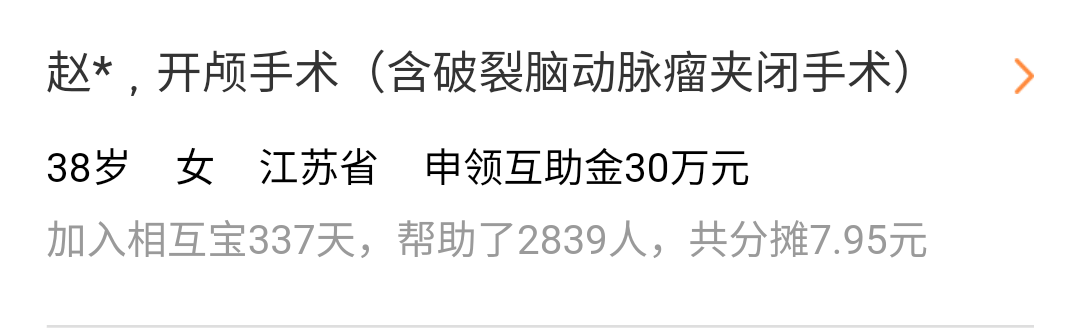 赵*，开颅手术（含破裂脑动脉瘤夹闭手术）
38岁 女 江苏省 申领互助金30万元
加入相互宝337天，帮助了2839人，共分摊7.95元